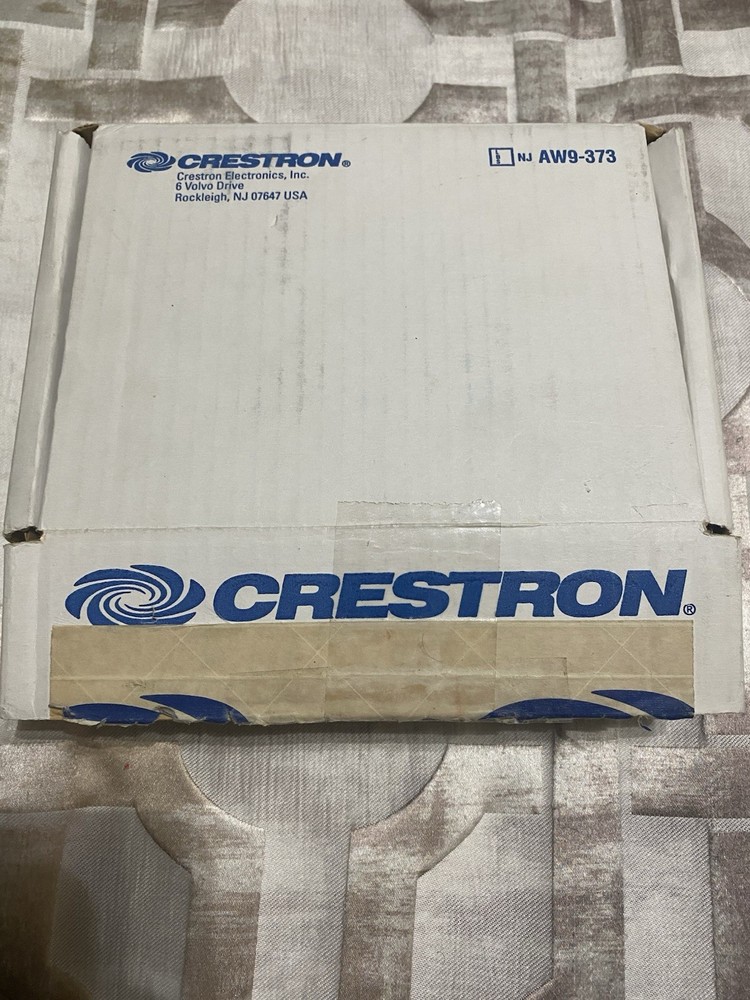 CRESTRON®
Crestron Electronics, Inc.
6 Volvo Drive
Rockleigh, NJ 07647 USA
NJ AW9-373
CRESTRON®